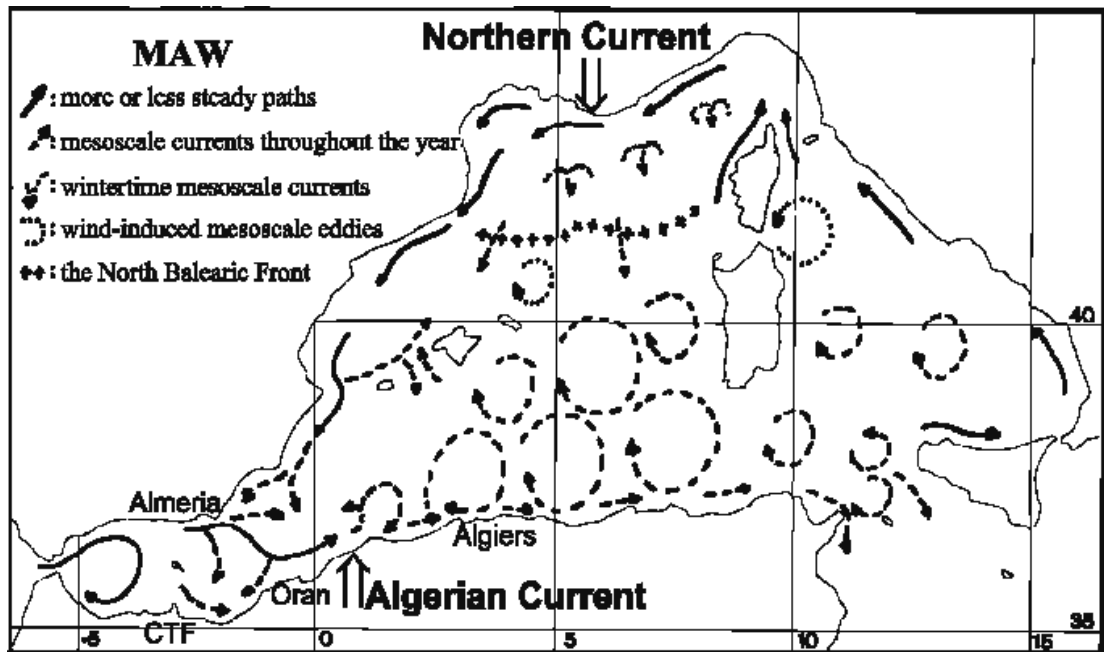 Northern Current
MAW
: more or less steady paths
: mesoscale currents throughout the year
: wintertime mesoscale currents
: wind-induced mesoscale eddies
: the North Balearic Front
40
Almeria
Algiers
Oran
Algerian Current
CTF
35
-5
0
5
10
15